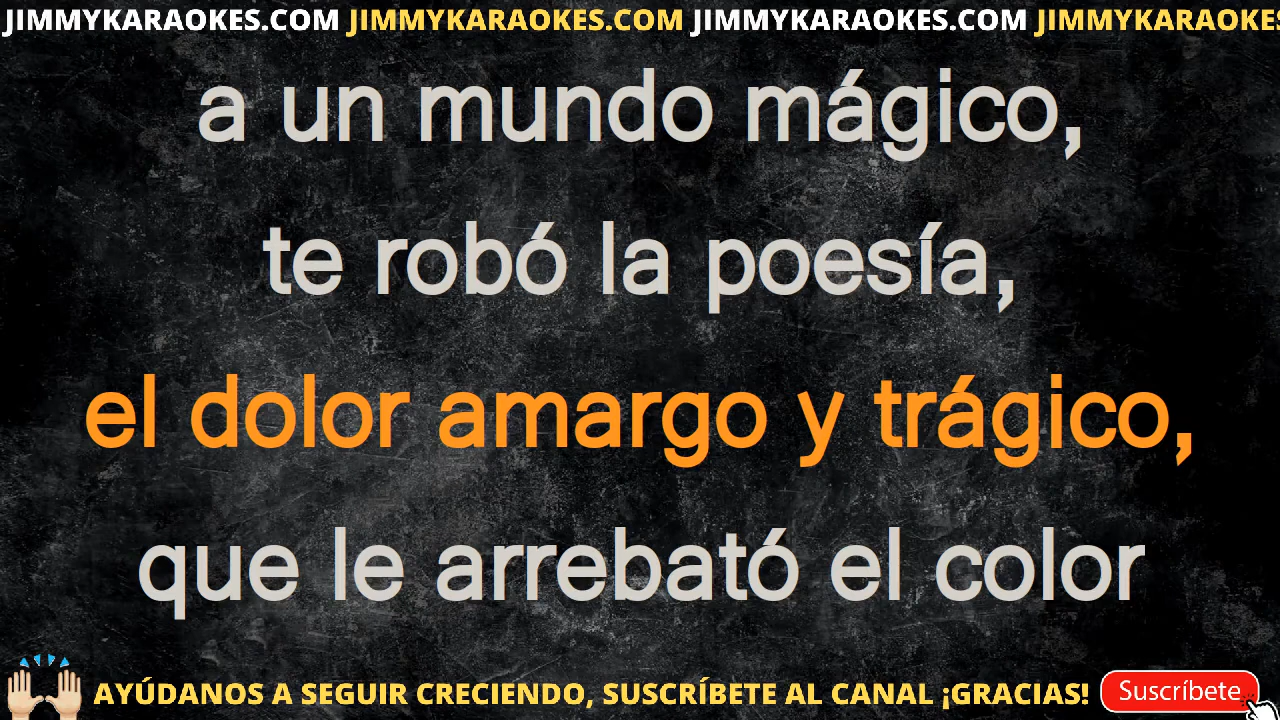 JIMMYKARAOKES.COM JIMMYKARAOKES.COM JIMMYKARAOKES.COM JIMMYKARAOKES
a un mundo mágico,
te robó la poesía,
el dolor amargo y trágico,
que le arrebató el color
AYÚDANOS A SEGUIR CRECIENDO, SUSCRÍBETE AL CANAL ¡GRACIAS! Suscríbete